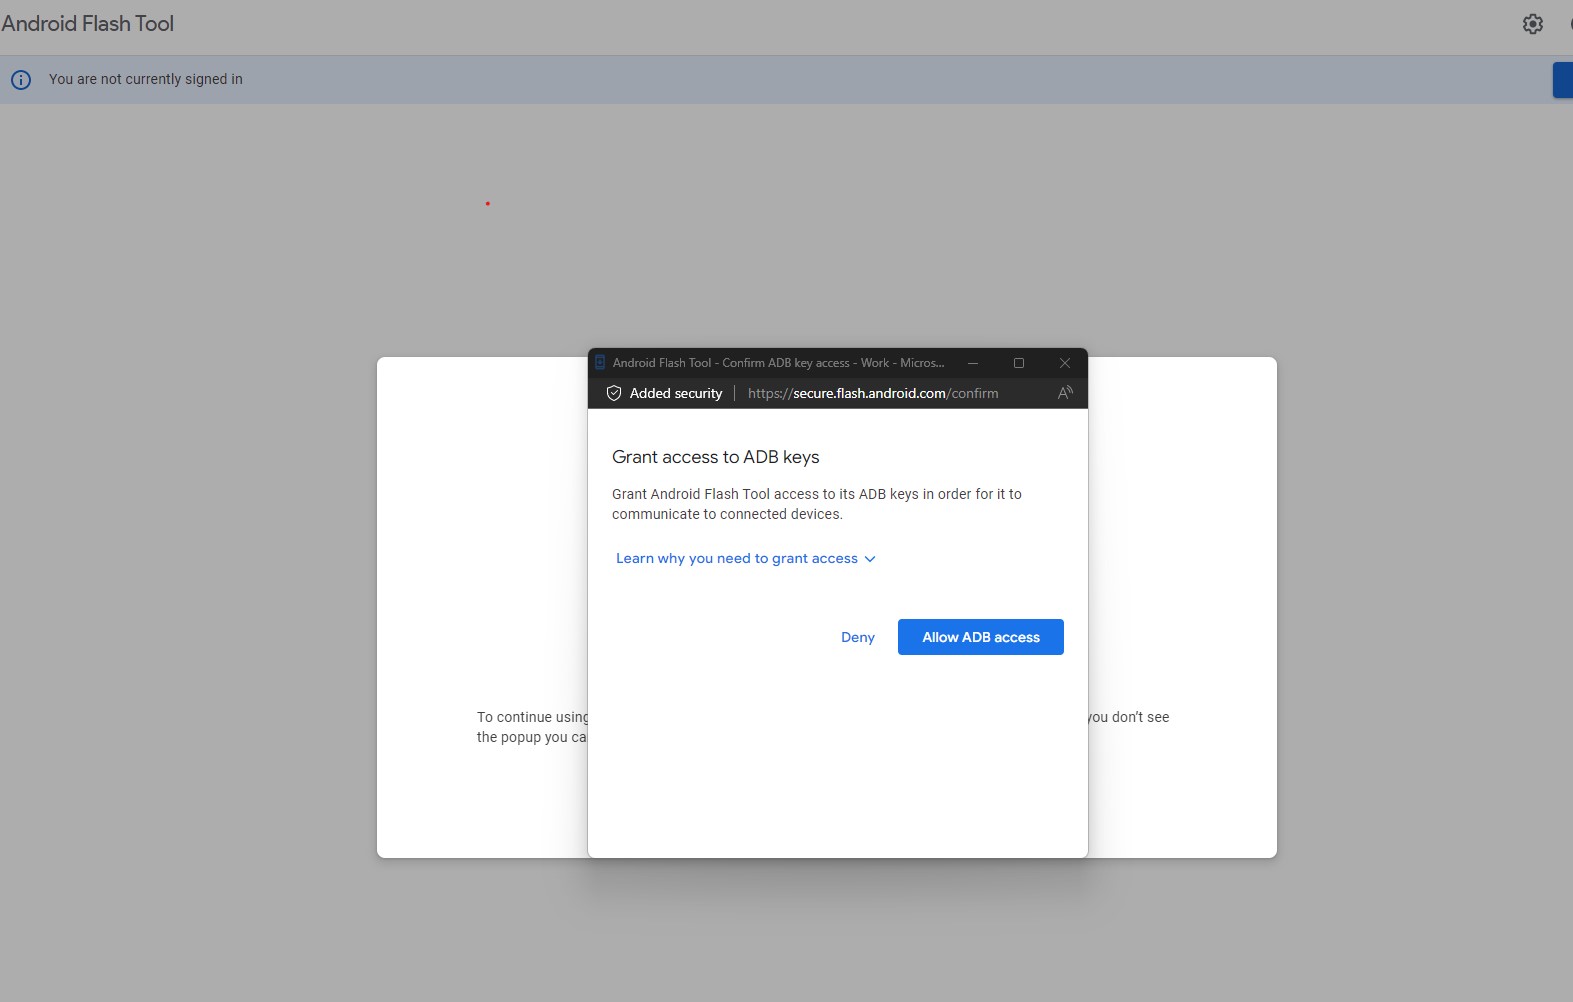 Android Flash Tool
You are not currently signed in
Android Flash Tool - Confirm ADB key access - Work - Micros...
Added security
https://secure.flash.android.com/confirm
Grant access to ADB keys
Grant Android Flash Tool access to its ADB keys in order for it to
communicate to connected devices.
Learn why you need to grant access
Deny
Allow ADB access
To continue using
you don't see
the popup you ca